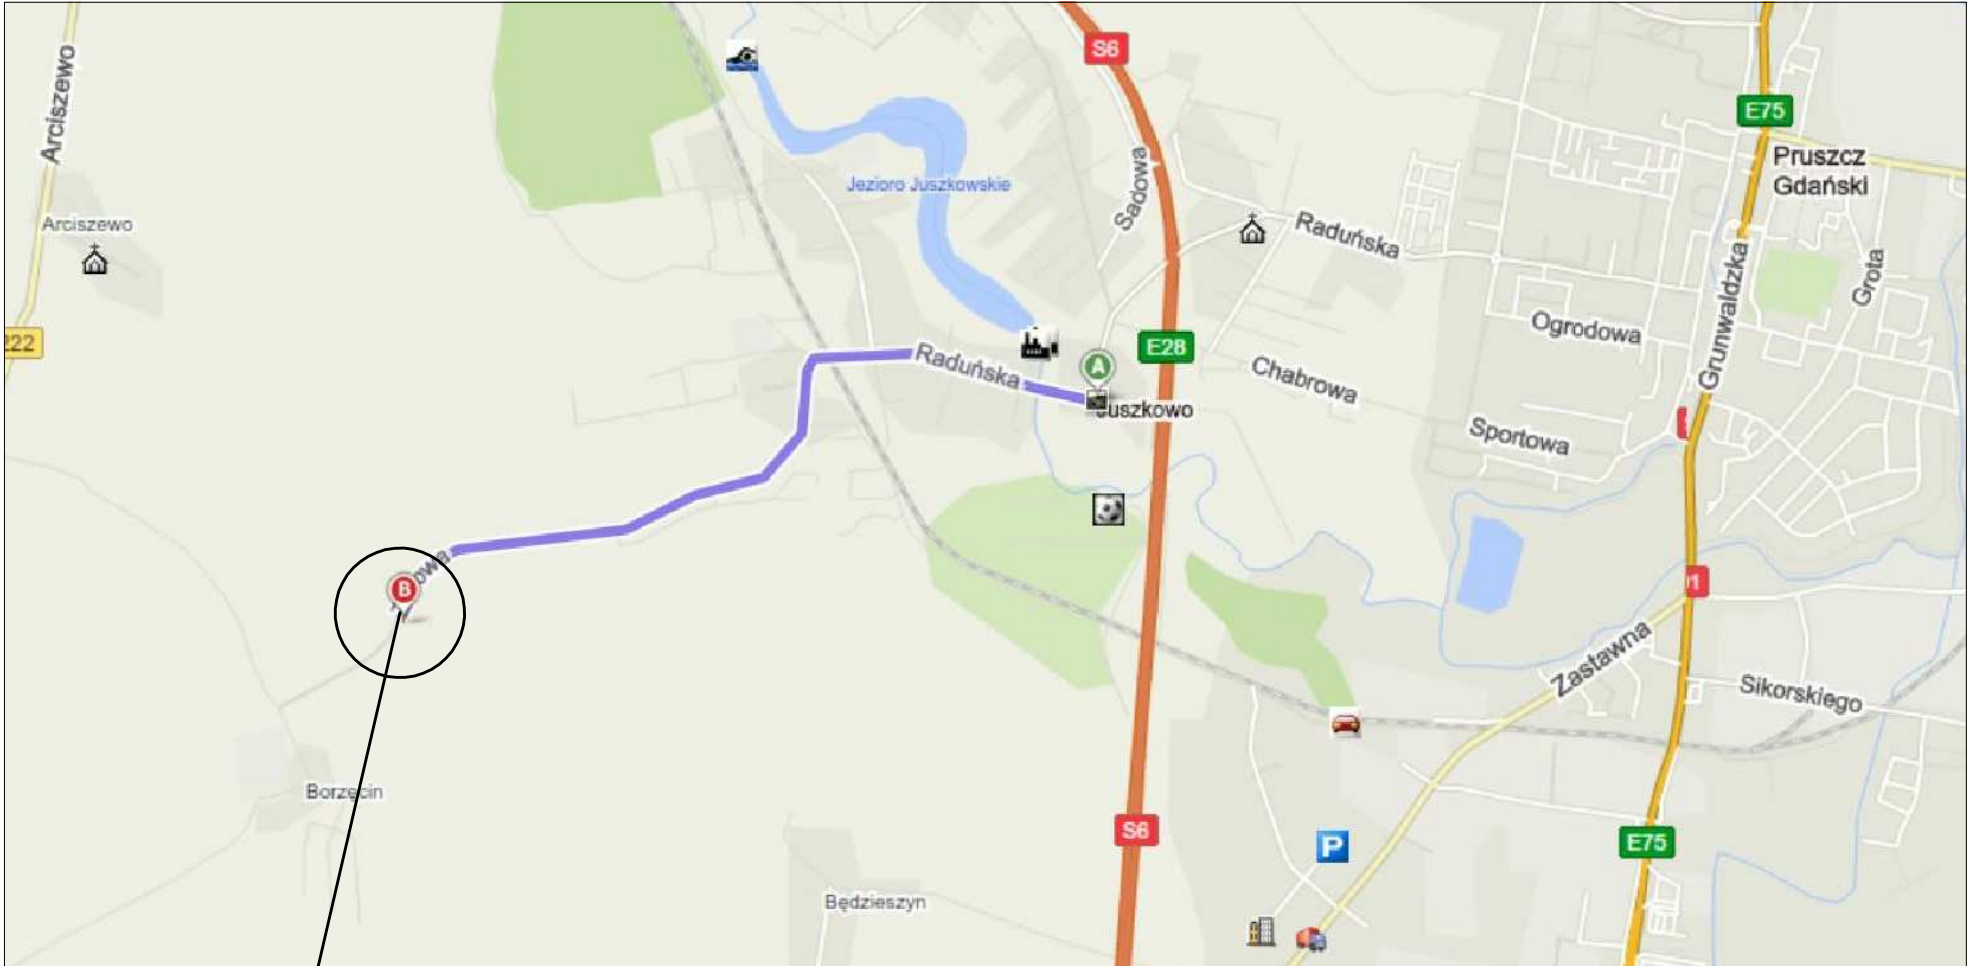 Arciszewo
S6
E75
Pruszcz
Gdański
Jezioro Juszkowskie
Sadowa
Arciszewo
Raduńska
Grunwaldzka
Grota
222
Ogrodowa
E28
A
Raduńska
Chabrowa
Juszkowo
Sportowa
B
Zastawna
Sikorskiego
Borzęcin
S6
E75
P
Będzieszyn